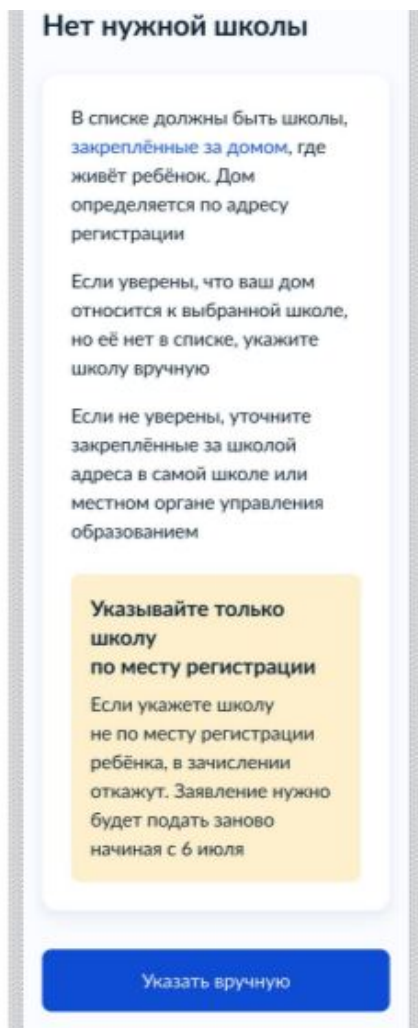 Нет нужной школы
В списке должны быть школы,
закреплённые за домом, где
живёт ребёнок. Дом
определяется по адресу
регистрации
Если уверены, что ваш дом
относится к выбранной школе,
но её нет в списке, укажите
школу вручную
Если не уверены, уточните
закреплённые за школой
адреса в самой школе или
местном органе управления
образованием
Указывайте только
школу
по месту регистрации
Если укажете школу
не по месту регистрации
ребёнка, в зачислении
откажут. Заявление нужно
будет подать заново
начиная с 6 июля
Указать вручную